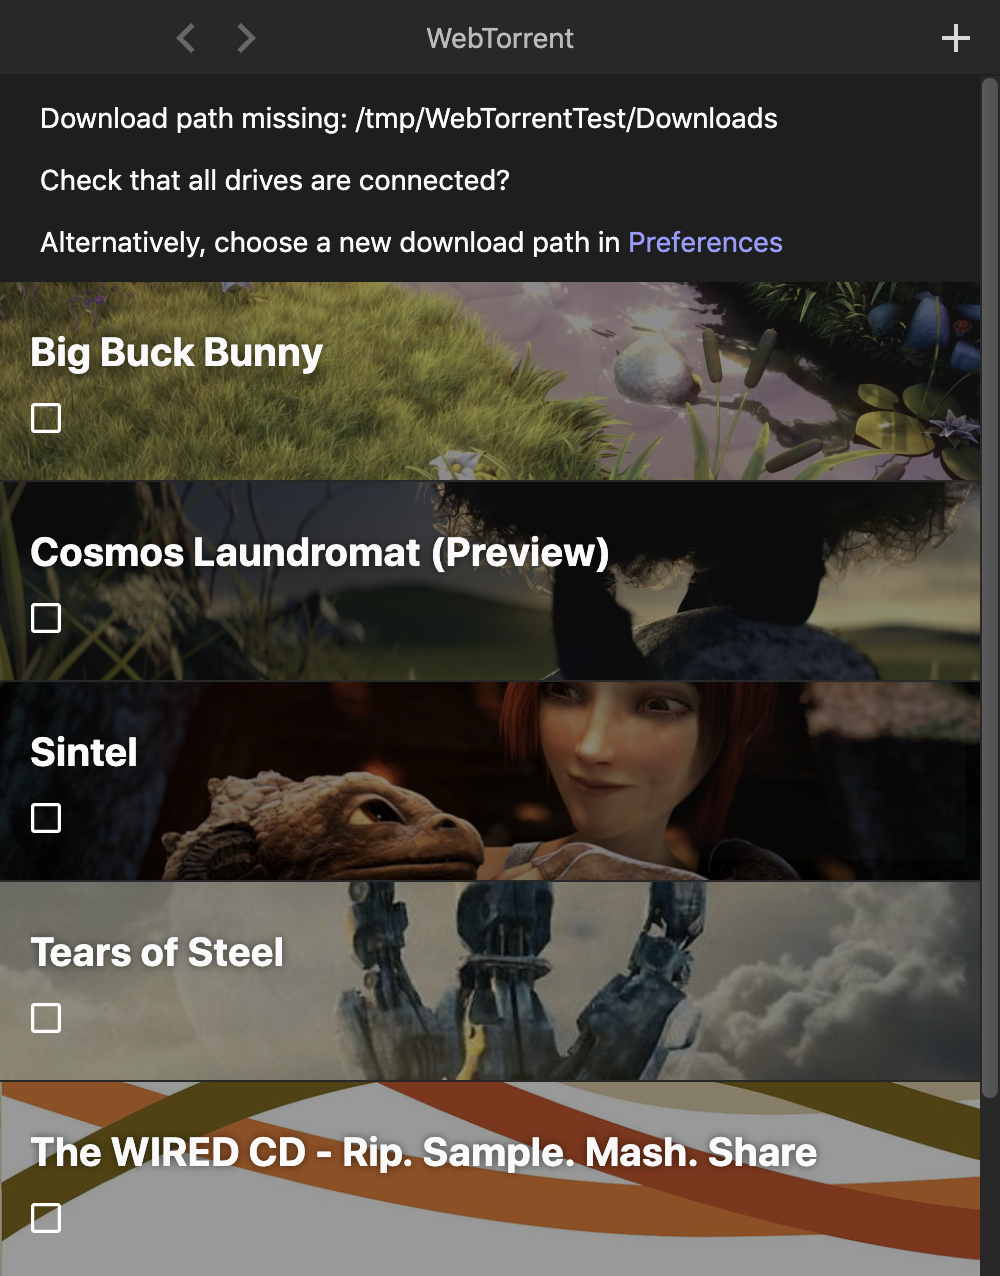 WebTorrent
Download path missing: /tmp/WebTorrentTest/Downloads
Check that all drives are connected?
Alternatively, choose a new download path in Preferences
Big Buck Bunny
Cosmos Laundromat (Preview)
Sintel
Tears of Steel
The WIRED CD - Rip. Sample. Mash. Share